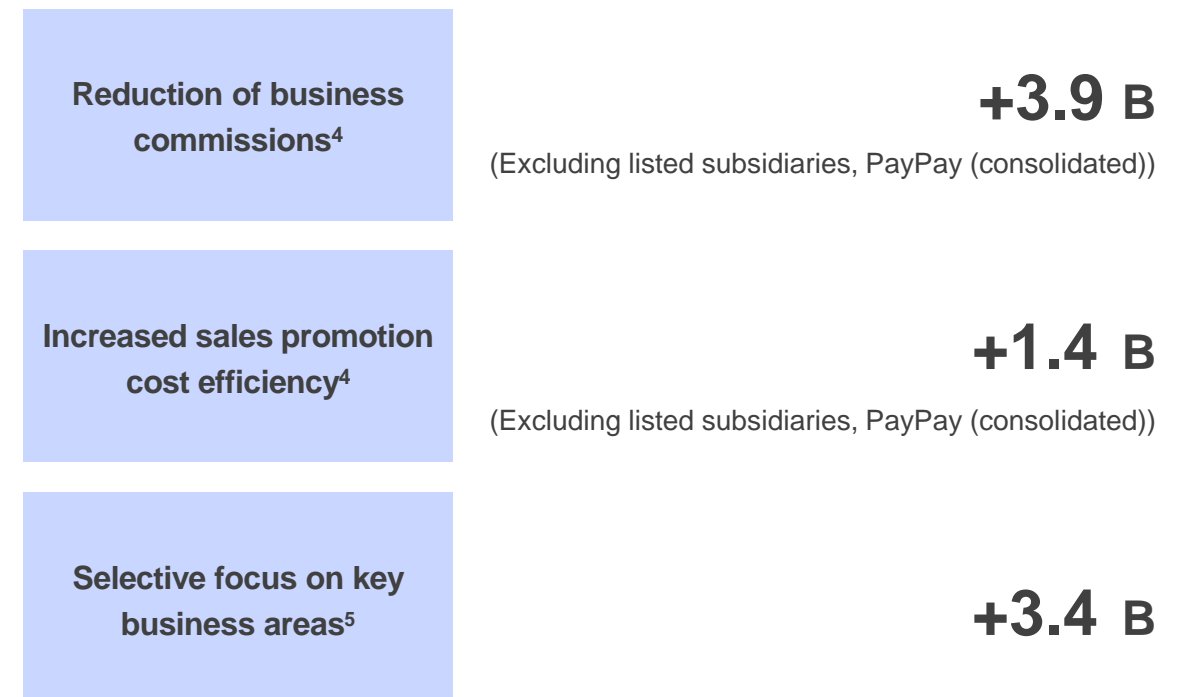 Reduction of business
commissions⁴
+3.9 B
(Excluding listed subsidiaries, PayPay (consolidated))
Increased sales promotion
cost efficiency⁴
+1.4 B
(Excluding listed subsidiaries, PayPay (consolidated))
Selective focus on key
business areas⁵
+3.4 B